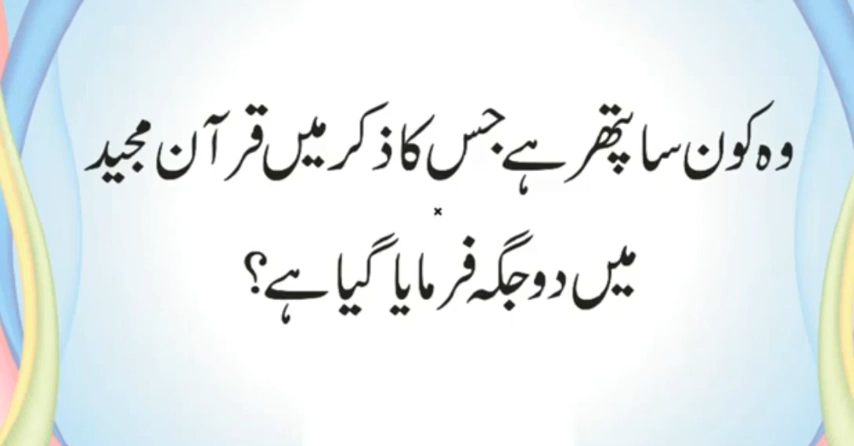 وہ کون سا پتھر ہے جس کا ذکر میں قرآن مجید
میں دو جگہ فرمایا گیا ہے؟